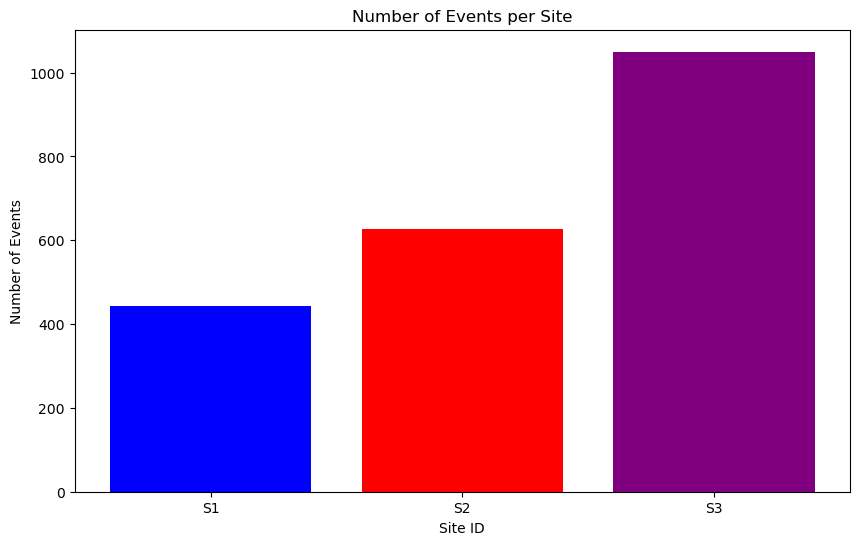 Number of Events per Site
Number of Events
1000
800
600
400
200
0
S1
S2
S3
Site ID